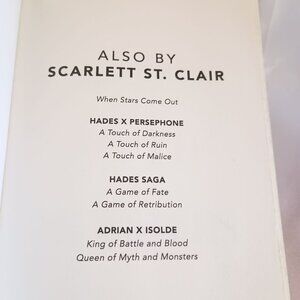 ALSO BY
SCARLETT ST. CLAIR
When Stars Come Out
HADES X PERSEPHONE
A Touch of Darkness
A Touch of Ruin
A Touch of Malice
HADES SAGA
A Game of Fate
A Game of Retribution
ADRIAN X ISOLDE
King of Battle and Blood
Queen of Myth and Monsters